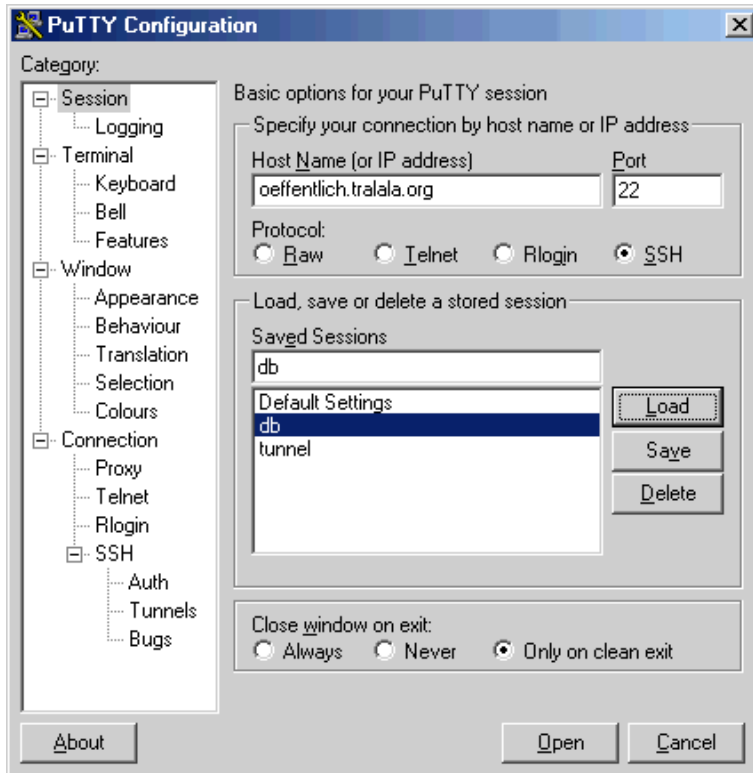 PuTTY Configuration
Category:
Session
Logging
Terminal
Keyboard
Bell
Features
Window
Appearance
Behaviour
Translation
Selection
Colours
Connection
Proxy
Telnet
Rlogin
SSH
Auth
Tunnels
Bugs
Basic options for your PuTTY session
Specify your connection by host name or IP address
Host Name (or IP address) Port
oeffentlich.tralala.org 22
Protocol:
Raw Telnet Rlogin SSH
Load, save or delete a stored session
Saved Sessions
db
Default Settings
db
tunnel
Load
Save
Delete
Close window on exit:
Always Never Only on clean exit
About Open Cancel